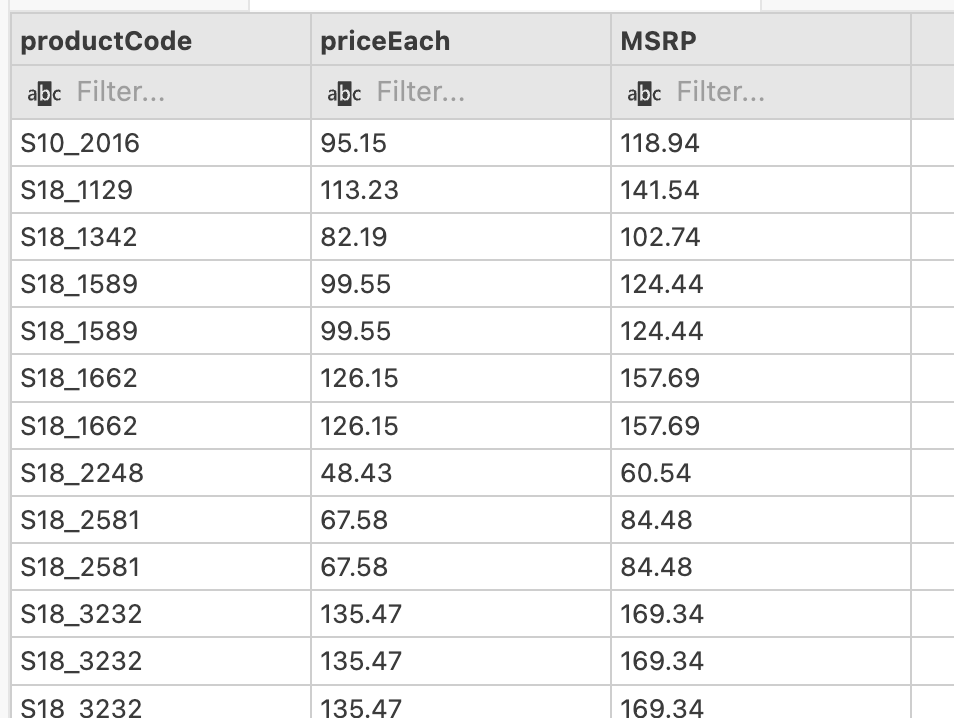 productCode priceEach MSRP
abc Filter... abc Filter... abc Filter...
S10_2016 95.15 118.94
S18_1129 113.23 141.54
S18_1342 82.19 102.74
S18_1589 99.55 124.44
S18_1589 99.55 124.44
S18_1662 126.15 157.69
S18_1662 126.15 157.69
S18_2248 48.43 60.54
S18_2581 67.58 84.48
S18_2581 67.58 84.48
S18_3232 135.47 169.34
S18_3232 135.47 169.34
S18_3232 135.47 169.34